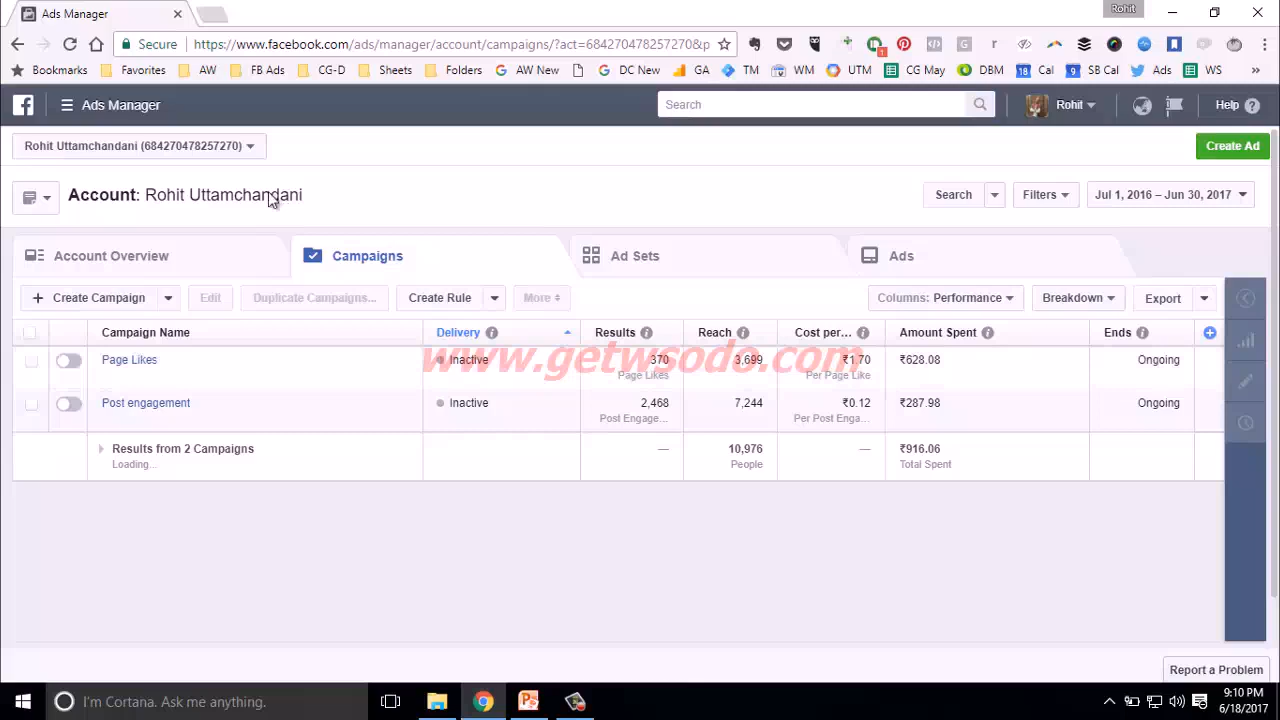 Ads Manager
Rohit
Secure https://www.facebook.com/ads/manager/account/campaigns/?act=684270478257270&p
Bookmarks Favorites AW FB Ads CG-D Sheets Folders AW New DC New GA TM WM UTM CG May DBM Cal SB Cal Ads WS
Ads Manager Search Rohit Help
Rohit Uttamchandani (684270478257270) Create Ad
Account: Rohit Uttamchandani Search Filters Jul 1, 2016 – Jun 30, 2017
Account Overview Campaigns Ad Sets Ads
+ Create Campaign Edit Duplicate Campaigns... Create Rule More Columns: Performance Breakdown Export
Campaign Name Delivery Results Reach Cost per... Amount Spent Ends
Page Likes Inactive 370 3,699 ₹1.70 ₹628.08 Ongoing
www.getwsodo.com
Page Likes Per Page Like
Post engagement Inactive 2,468 7,244 ₹0.12 ₹287.98 Ongoing
Post Engage... Per Post Enga...
Results from 2 Campaigns — 10,976 — ₹916.06
Loading... People Total Spent
Report a Problem
I'm Cortana. Ask me anything. 9:10 PM
6/18/2017